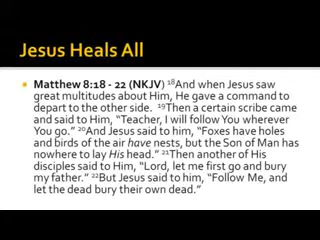 Jesus Heals All
Matthew 8:18 - 22 (NKJV) 18And when Jesus saw
great multitudes about Him, He gave a command to
depart to the other side. 19Then a certain scribe came
and said to Him, “Teacher, I will follow You wherever
You go.” 20And Jesus said to him, “Foxes have holes
and birds of the air have nests, but the Son of Man has
nowhere to lay His head.” 21Then another of His
disciples said to Him, “Lord, let me first go and bury
my father.” 22But Jesus said to him, “Follow Me, and
let the dead bury their own dead.”